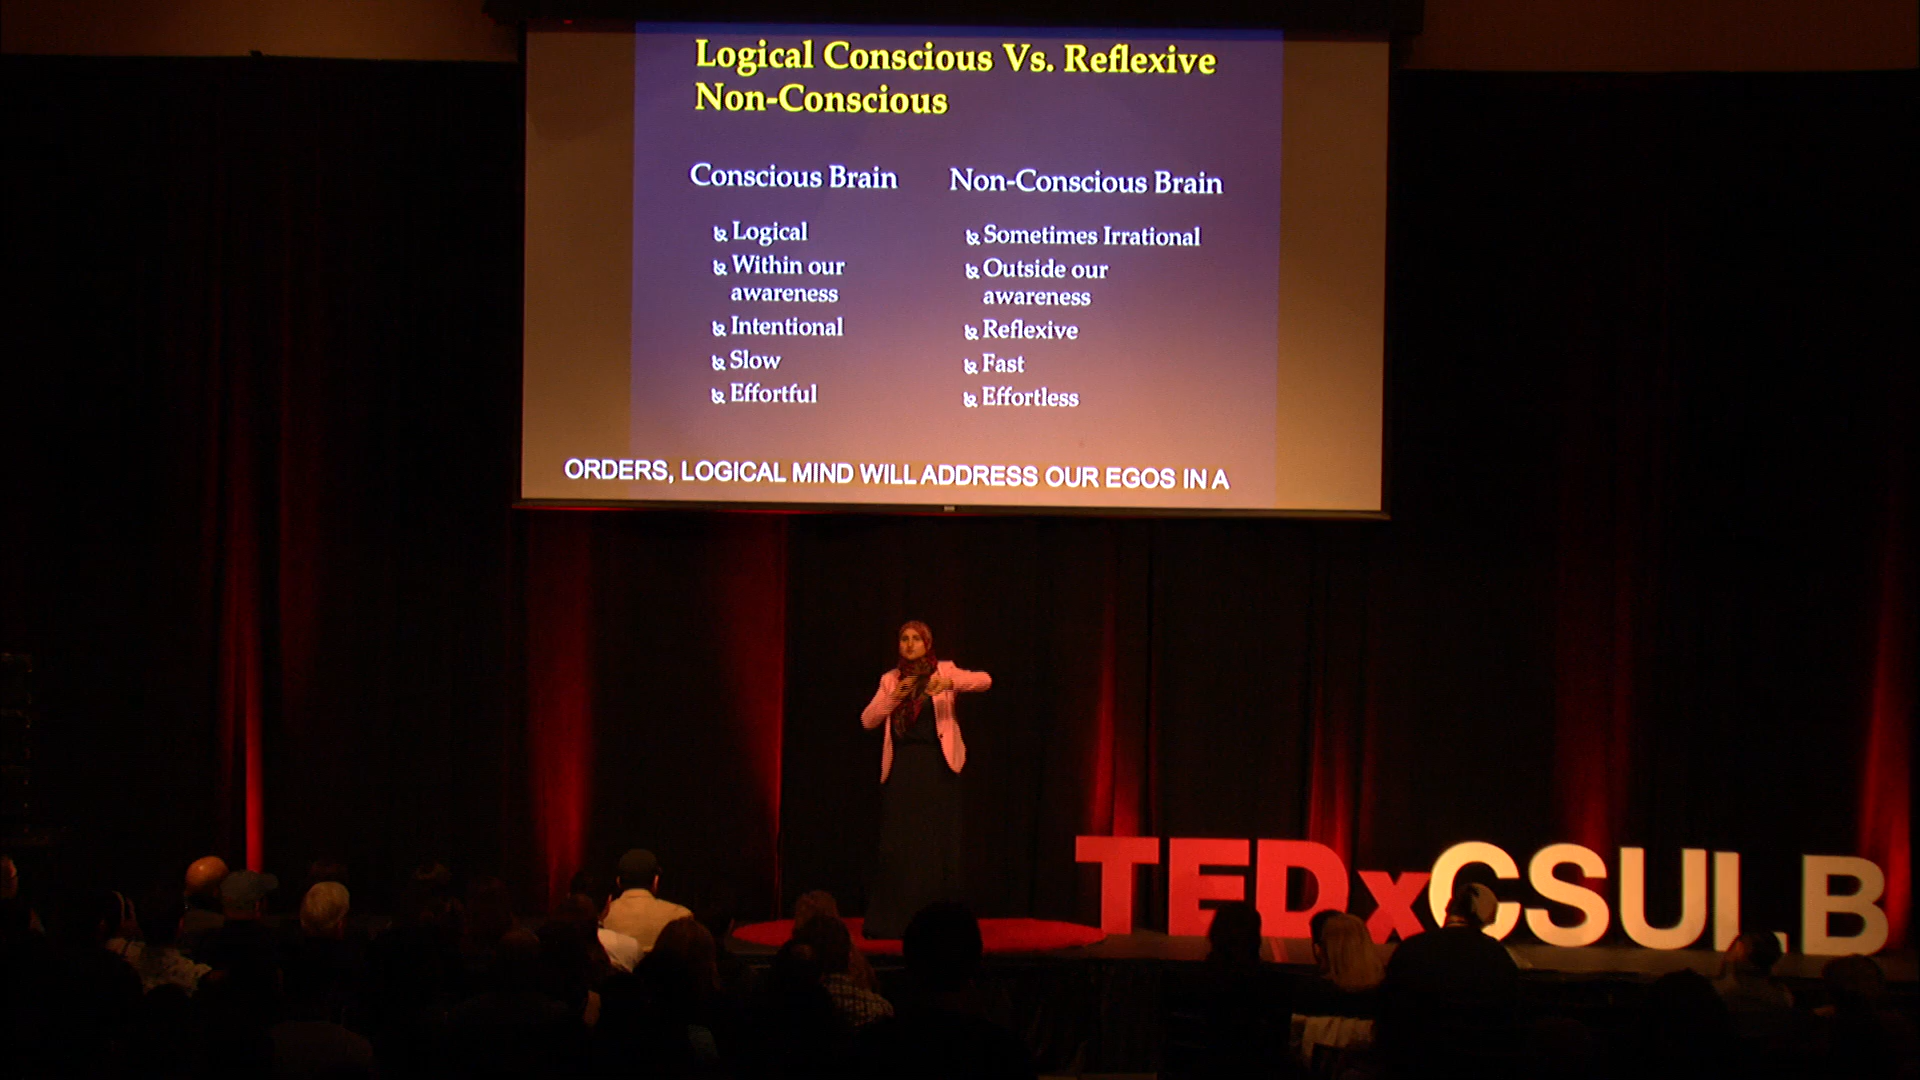 Logical Conscious Vs. Reflexive
Non-Conscious
Conscious Brain
Logical
Within our
awareness
Intentional
Slow
Effortful
Non-Conscious Brain
Sometimes Irrational
Outside our
awareness
Reflexive
Fast
Effortless
ORDERS, LOGICAL MIND WILL ADDRESS OUR EGOS IN A
TEDxCSULB